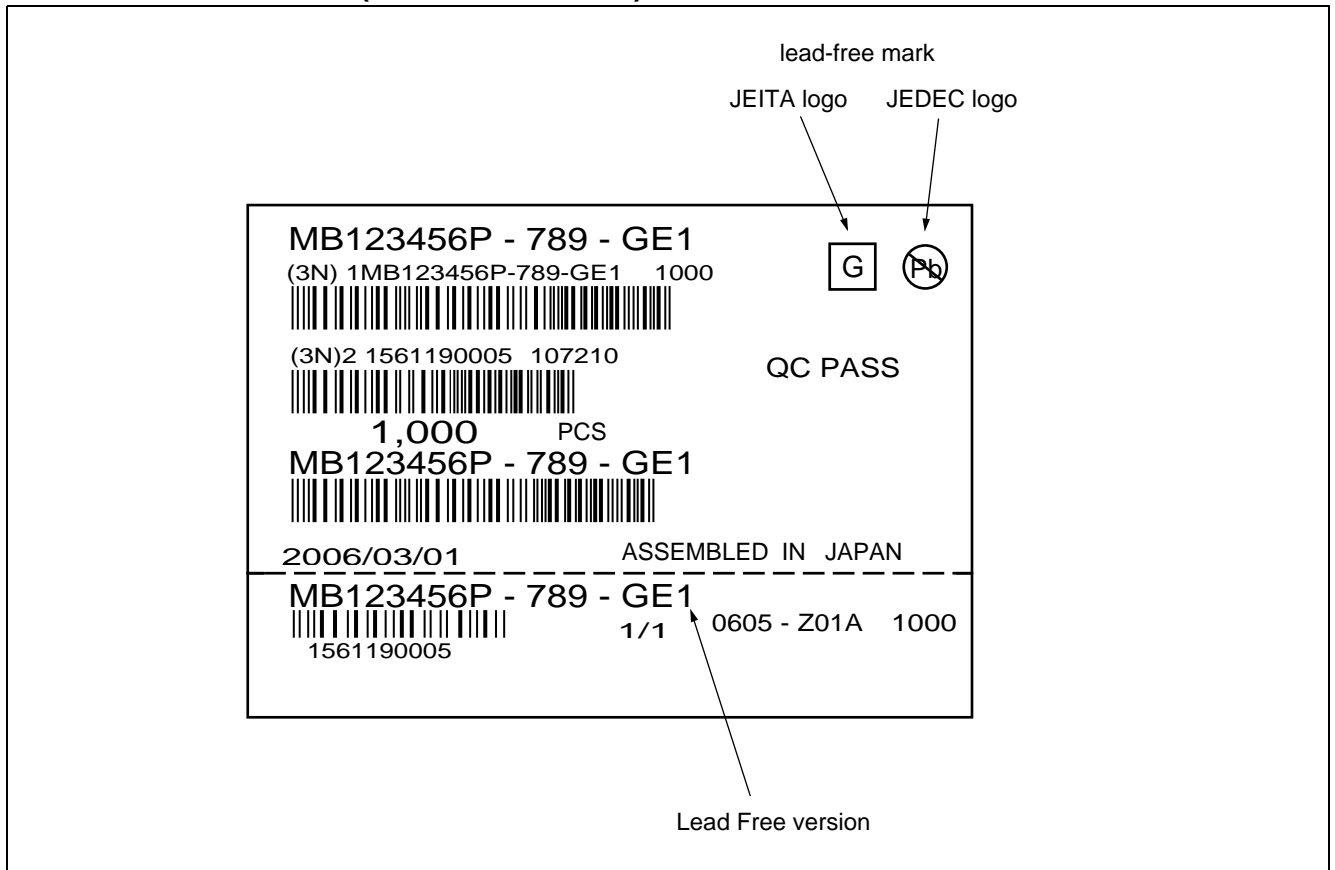 lead-free mark
JEITA logo JEDEC logo
MB123456P - 789 - GE1
(3N) 1MB123456P-789-GE1 1000
G Pb
(3N)2 1561190005 107210
QC PASS
1,000 PCS
MB123456P - 789 - GE1
2006/03/01 ASSEMBLED IN JAPAN
MB123456P - 789 - GE1
1/1 0605 - Z01A 1000
1561190005
Lead Free version